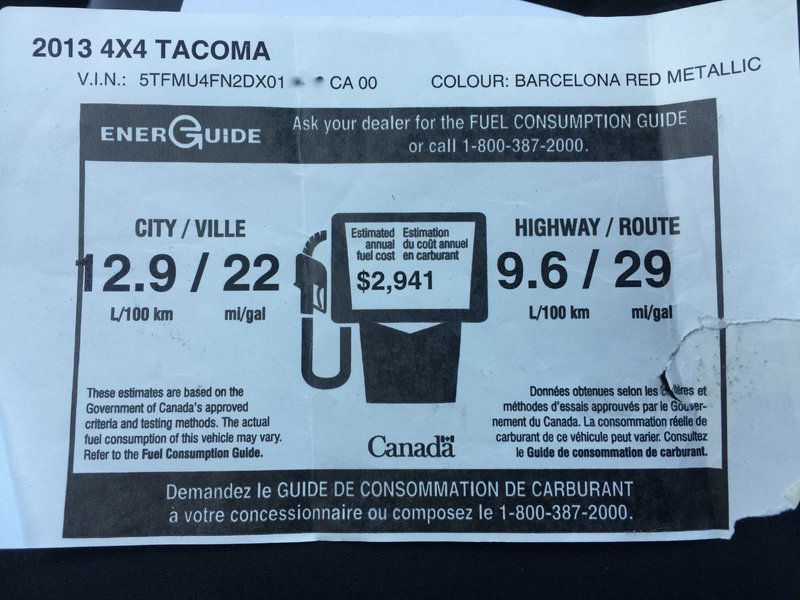 2013 4X4 TACOMA
V.I.N.: 5TFMU4FN2DX01 CA 00 COLOUR: BARCELONA RED METALLIC
ENERGUIDE
Ask your dealer for the FUEL CONSUMPTION GUIDE
or call 1-800-387-2000.
CITY / VILLE
12.9 / 22
L/100 km mi/gal
Estimated Estimation
annual du coût annuel
fuel cost en carburant
$2,941
HIGHWAY / ROUTE
9.6 / 29
L/100 km mi/gal
These estimates are based on the
Government of Canada's approved
criteria and testing methods. The actual
fuel consumption of this vehicle may vary.
Refer to the Fuel Consumption Guide.
Canada
Données obtenues selon les et
méthodes d'essais approuvés par le Gouver-
nement du Canada. La consommation réelle de
carburant de ce véhicule peut varier. Consultez
le Guide de consommation de carburant.
Demandez le GUIDE DE CONSOMMATION DE CARBURANT
à votre concessionnaire ou composez le 1-800-387-2000.